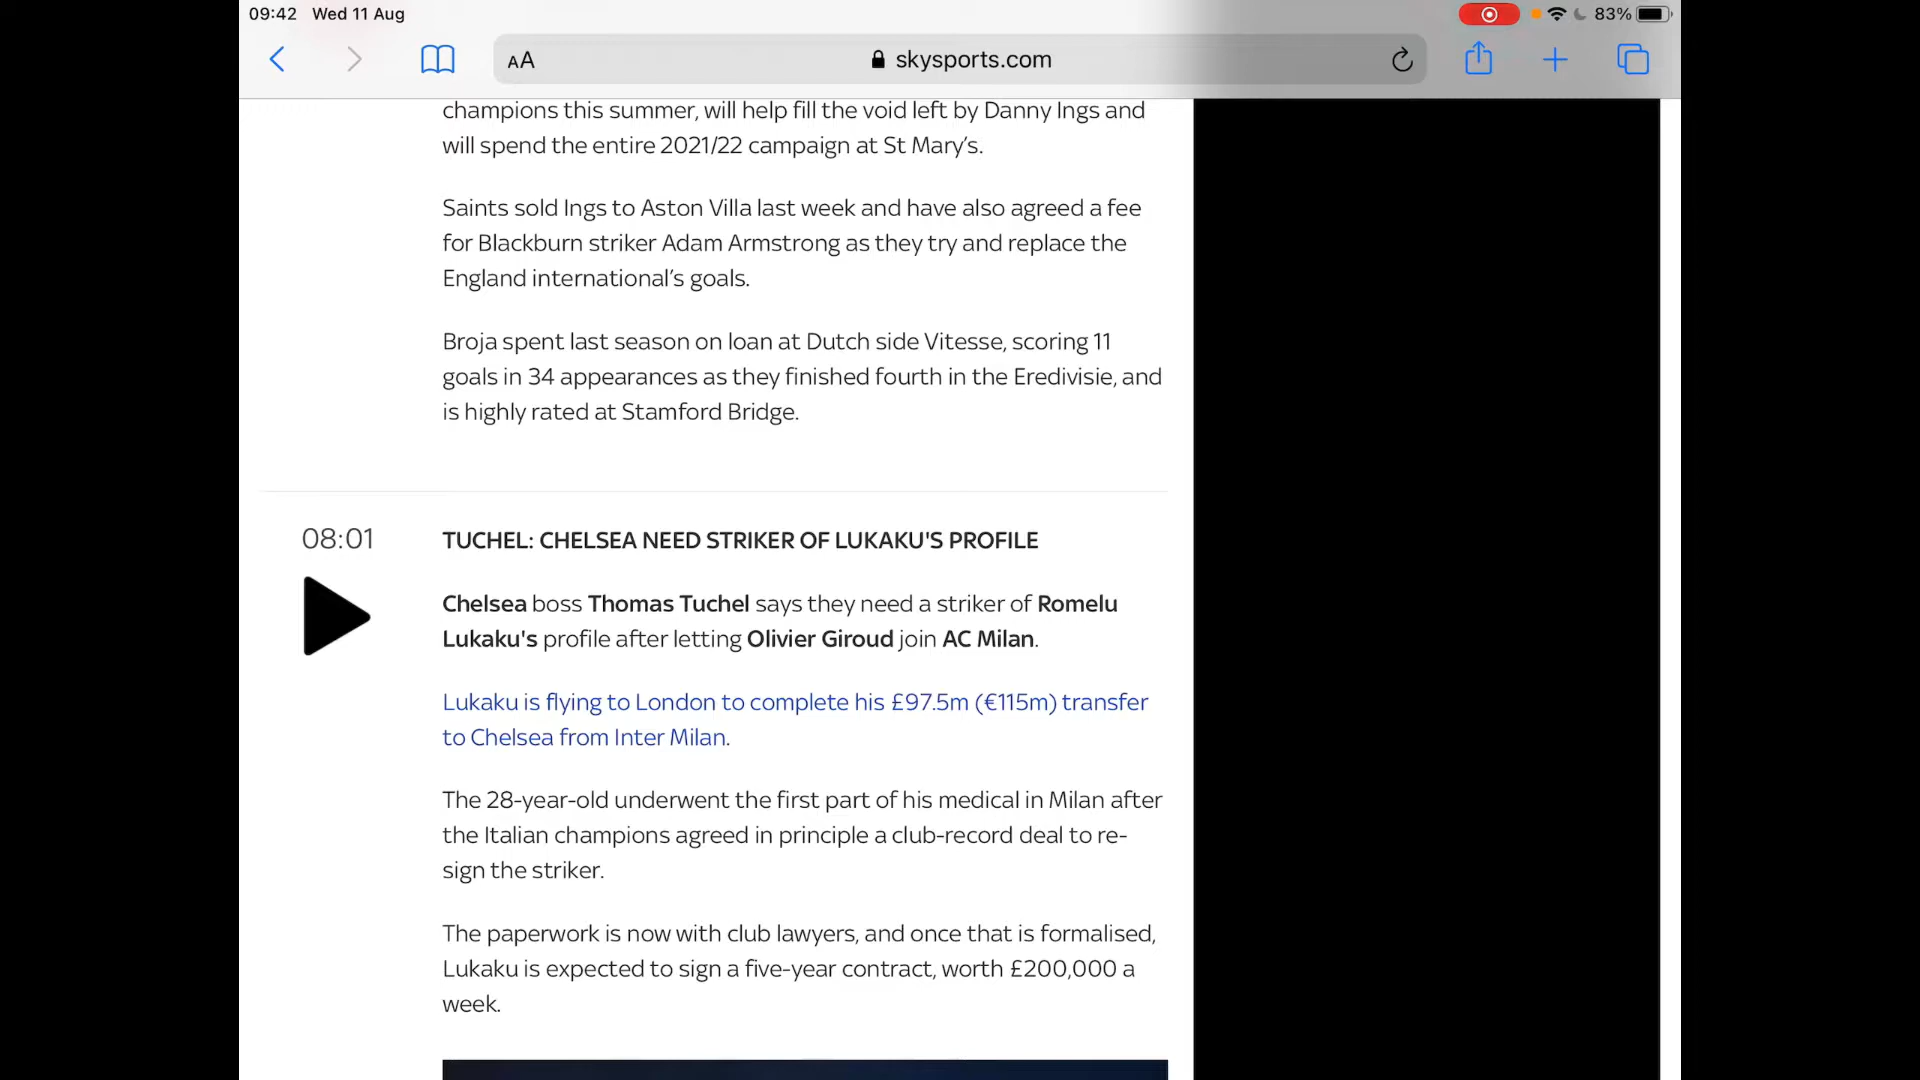 09:42 Wed 11 Aug
83%
AA
skysports.com
champions this summer, will help fill the void left by Danny Ings and
will spend the entire 2021/22 campaign at St Mary's.
Saints sold Ings to Aston Villa last week and have also agreed a fee
for Blackburn striker Adam Armstrong as they try and replace the
England international's goals.
Broja spent last season on loan at Dutch side Vitesse, scoring 11
goals in 34 appearances as they finished fourth in the Eredivisie, and
is highly rated at Stamford Bridge.
08:01
TUCHEL: CHELSEA NEED STRIKER OF LUKAKU'S PROFILE
Chelsea boss Thomas Tuchel says they need a striker of Romelu
Lukaku's profile after letting Olivier Giroud join AC Milan.
Lukaku is flying to London to complete his £97.5m (€115m) transfer
to Chelsea from Inter Milan.
The 28-year-old underwent the first part of his medical in Milan after
the Italian champions agreed in principle a club-record deal to re-
sign the striker.
The paperwork is now with club lawyers, and once that is formalised,
Lukaku is expected to sign a five-year contract, worth £200,000 a
week.